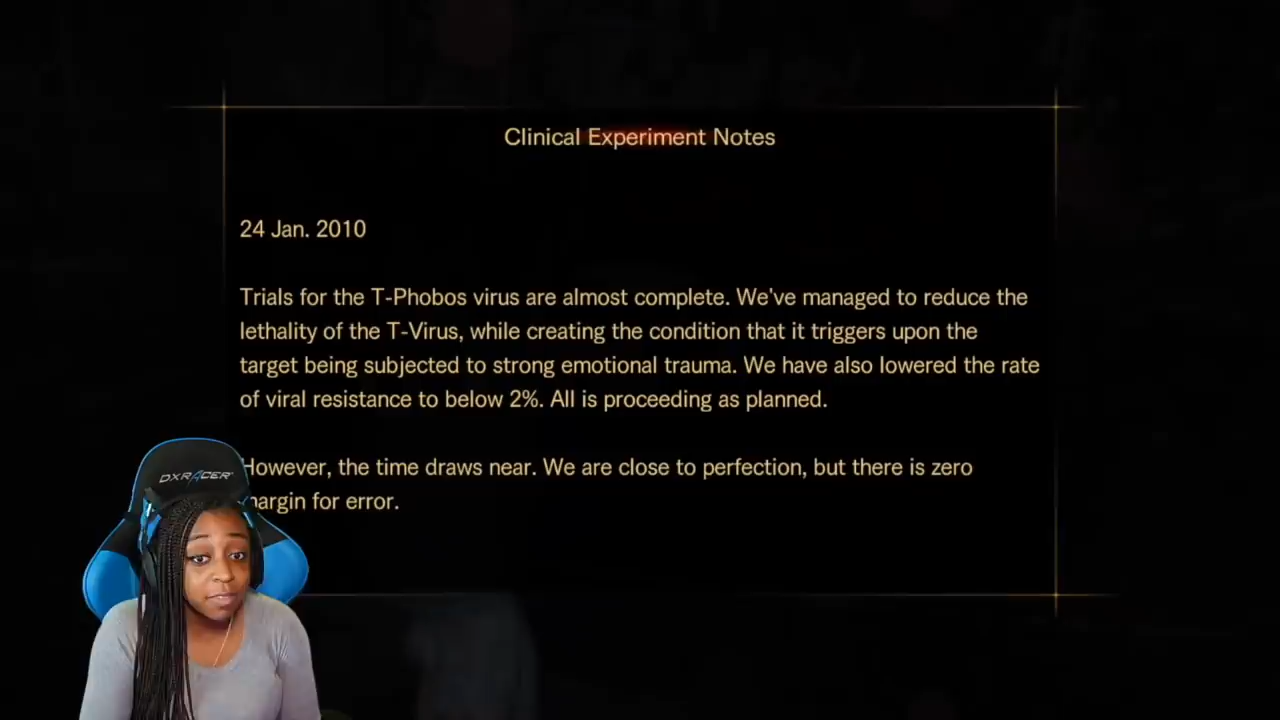 Clinical Experiment Notes
24 Jan. 2010
Trials for the T-Phobos virus are almost complete. We've managed to reduce the
lethality of the T-Virus, while creating the condition that it triggers upon the
target being subjected to strong emotional trauma. We have also lowered the rate
of viral resistance to below 2%. All is proceeding as planned.
However, the time draws near. We are close to perfection, but there is zero
margin for error.
DXRACER